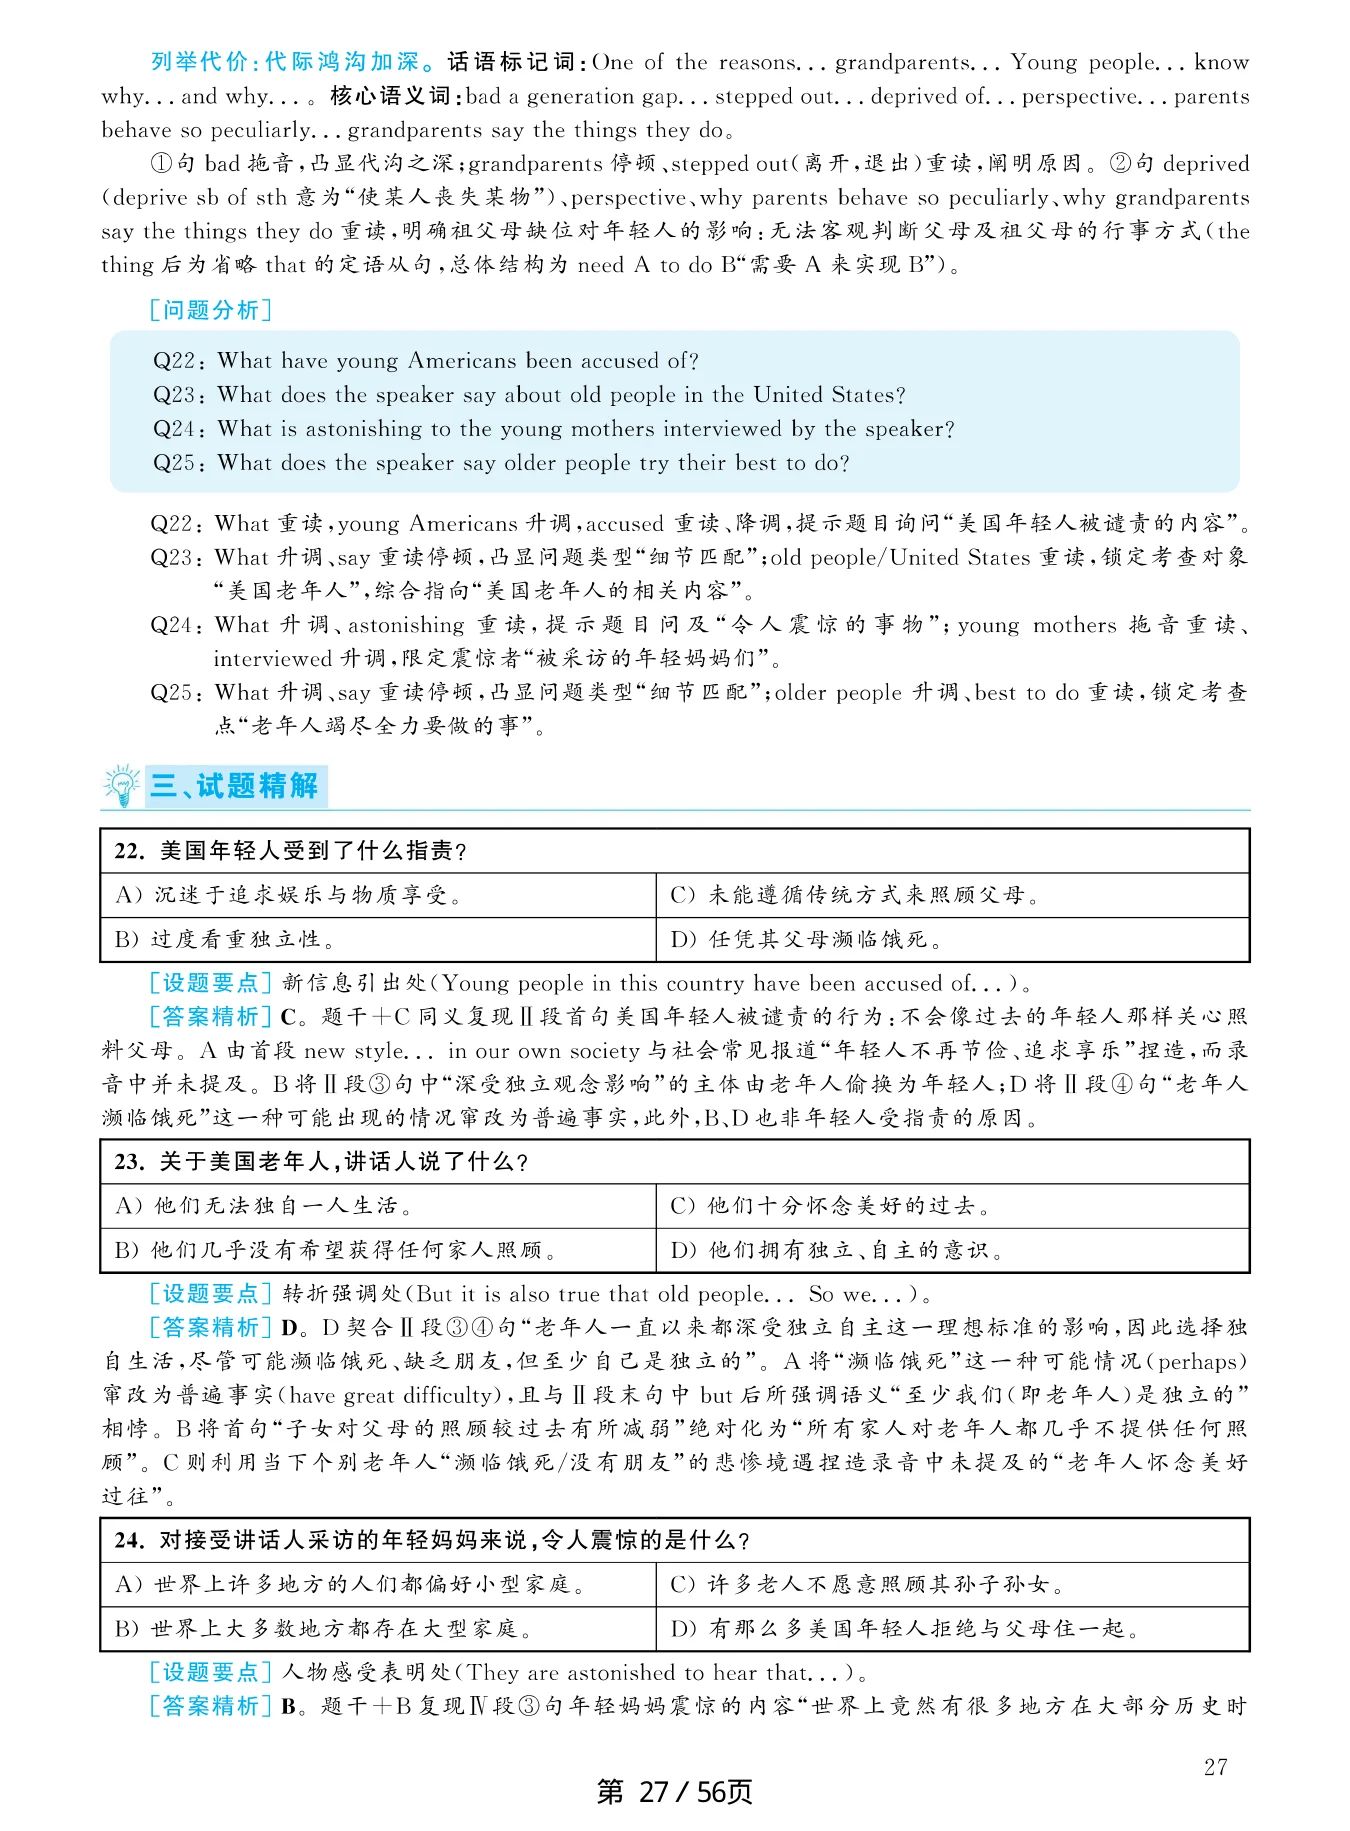 列举代价:代际鸿沟加深。话语标记词:One of the reasons... grandparents... Young people... know
why... and why...。核心语义词:bad a generation gap... stepped out... deprived of... perspective... parents
behave so peculiarly... grandparents say the things they do。
①句 bad 拖音,凸显代沟之深;grandparents 停顿、stepped out(离开,退出)重读,阐明原因。②句 deprived
(deprive sb of sth 意为“使某人丧失某物”)、perspective、why parents behave so peculiarly、why grandparents
say the things they do 重读,明确祖父母缺位对年轻人的影响:无法客观判断父母及祖父母的行事方式(the
thing 后为省略 that 的定语从句,总体结构为 need A to do B“需要 A 来实现 B”)。
[问题分析]
Q22: What have young Americans been accused of?
Q23: What does the speaker say about old people in the United States?
Q24: What is astonishing to the young mothers interviewed by the speaker?
Q25: What does the speaker say older people try their best to do?
Q22: What 重读,young Americans 升调,accused 重读、降调,提示题目询问“美国年轻人被谴责的内容”。
Q23: What 升调、say 重读停顿,凸显问题类型“细节匹配”;old people/United States 重读,锁定考查对象
“美国老年人”,综合指向“美国老年人的相关内容”。
Q24: What 升调、astonishing 重读,提示题目问及“令人震惊的事物”;young mothers 拖音重读、
interviewed 升调,限定震惊者“被采访的年轻妈妈们”。
Q25: What 升调、say 重读停顿,凸显问题类型“细节匹配”;older people 升调、best to do 重读,锁定考查
点“老年人竭尽全力要做的事”。
三、试题精解
22. 美国年轻人受到了什么指责?
A) 沉迷于追求娱乐与物质享受。 C) 未能遵循传统方式来照顾父母。
B) 过度看重独立性。 D) 任凭其父母濒临饿死。
[设题要点] 新信息引出处(Young people in this country have been accused of...)。
[答案精析] C。题干+C 同义复现Ⅱ段首句美国年轻人被谴责的行为:不会像过去的年轻人那样关心照
料父母。A 由首段 new style... in our own society 与社会常见报道“年轻人不再节俭、追求享乐”捏造,而录
音中并未提及。B 将Ⅱ段③句中“深受独立观念影响”的主体由老年人偷换为年轻人;D 将Ⅱ段④句“老年人
濒临饿死”这一种可能出现的情况窜改为普遍事实,此外,B、D 也非年轻人受指责的原因。
23. 关于美国老年人,讲话人说了什么?
A) 他们无法独自一人生活。 C) 他们十分怀念美好的过去。
B) 他们几乎没有希望获得任何家人照顾。 D) 他们拥有独立、自主的意识。
[设题要点] 转折强调处(But it is also true that old people... So we...)。
[答案精析] D。D 契合Ⅱ段③④句“老年人一直以来都深受独立自主这一理想标准的影响,因此选择独
自生活,尽管可能濒临饿死、缺乏朋友,但至少自己是独立的”。A 将“濒临饿死”这一种可能情况(perhaps)
窜改为普遍事实(have great difficulty),且与Ⅱ段末句中 but 后所强调语义“至少我们(即老年人)是独立的”
相悖。B 将首句“子女对父母的照顾较过去有所减弱”绝对化为“所有家人对老年人都几乎不提供任何照
顾”。C 则利用当下个别老年人“濒临饿死/没有朋友”的悲惨境遇捏造录音中未提及的“老年人怀念美好
过往”。
24. 对接受讲话人采访的年轻妈妈来说,令人震惊的是什么?
A) 世界上许多地方的人们都偏好小型家庭。 C) 许多老人不愿意照顾其孙子孙女。
B) 世界上大多数地方都存在大型家庭。 D) 有那么多美国年轻人拒绝与父母住一起。
[设题要点] 人物感受表明处(They are astonished to hear that...)。
[答案精析] B。题干+B 复现Ⅳ段③句年轻妈妈震惊的内容“世界上竟然有很多地方在大部分历史时
27
第 27 / 56页